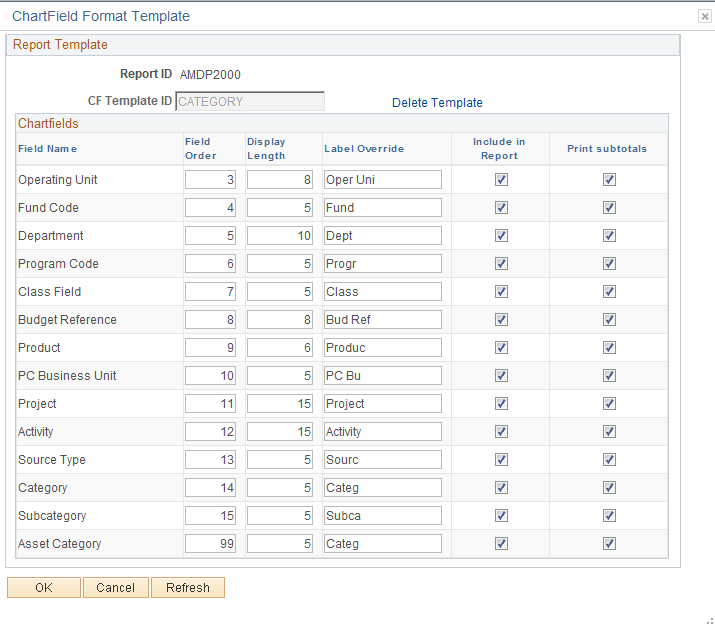 ChartField Format Template
Report Template
Report ID AMDP2000
CF Template ID CATEGORY Delete Template
Chartfields
Field Name Field Order Display Length Label Override Include in Report Print subtotals
Operating Unit 3 8 Oper Uni
Fund Code 4 5 Fund
Department 5 10 Dept
Program Code 6 5 Progr
Class Field 7 5 Class
Budget Reference 8 8 Bud Ref
Product 9 6 Produc
PC Business Unit 10 5 PC Bu
Project 11 15 Project
Activity 12 15 Activity
Source Type 13 5 Sourc
Category 14 5 Categ
Subcategory 15 5 Subca
Asset Category 99 5 Categ
OK Cancel Refresh